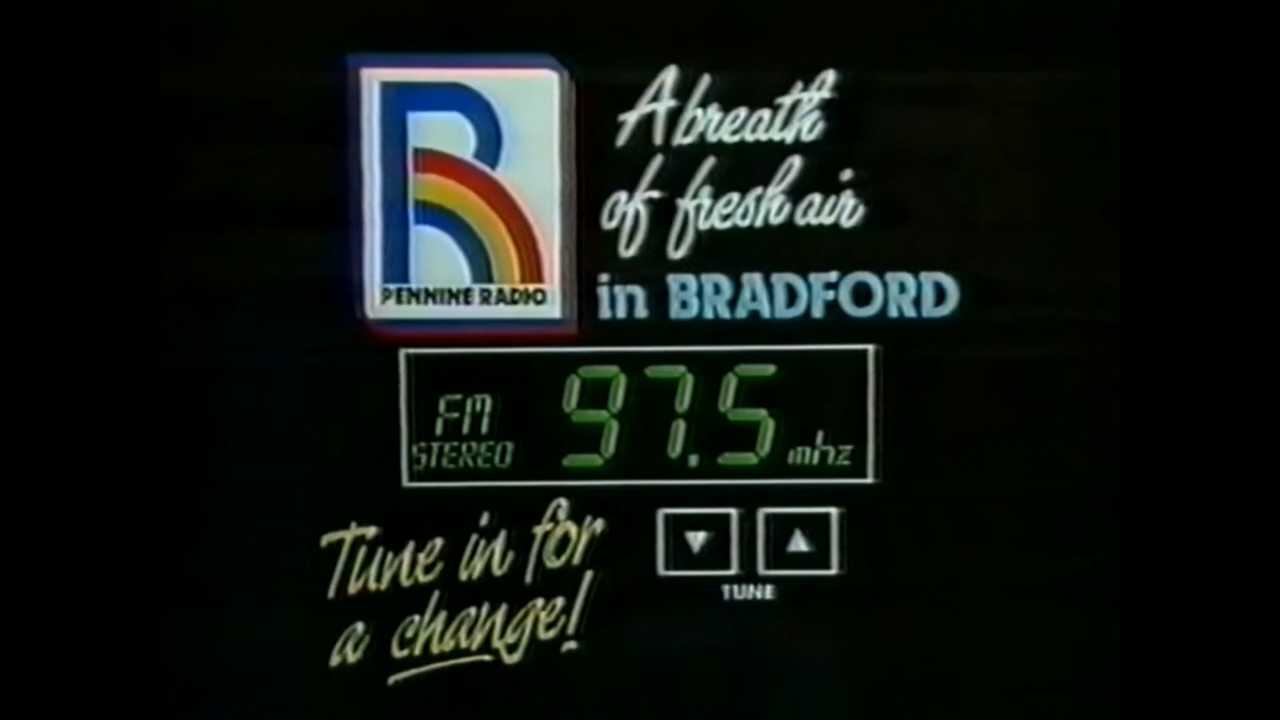 PENNINE RADIO
A breath
of fresh air
in BRADFORD
FM
STEREO
97.5 mhz
Tune in for
a change!
TUNE